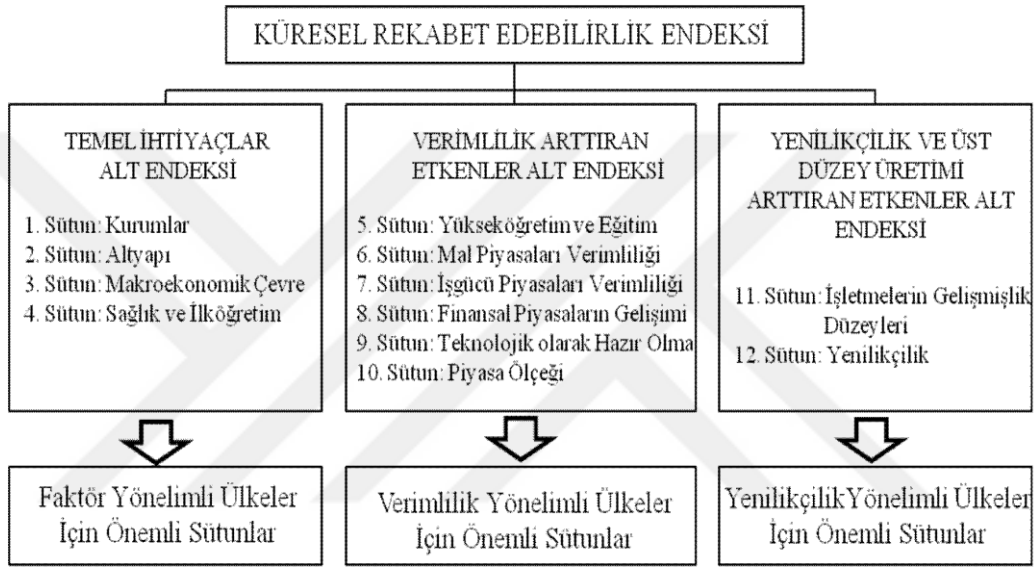 KÜRESEL REKABET EDEBİLİRLİK ENDEKSİ
TEMEL İHTİYAÇLAR
ALT ENDEKSİ
1. Sütun: Kurumlar
2. Sütun: Altyapı
3. Sütun: Makroekonomik Çevre
4. Sütun: Sağlık ve İlköğretim
VERİMLİLİK ARTTIRAN
ETKENLER ALT ENDEKSİ
5. Sütun: Yükseköğretim ve Eğitim
6. Sütun: Mal Piyasaları Verimliliği
7. Sütun: İşgücü Piyasaları Verimliliği
8. Sütun: Finansal Piyasaların Gelişimi
9. Sütun: Teknolojik olarak Hazır Olma
10. Sütun: Piyasa Ölçeği
YENİLİKÇİLİK VE ÜST
DÜZEY ÜRETİMİ
ARTTIRAN ETKENLER ALT
ENDEKSİ
11. Sütun: İşletmelerin Gelişmişlik
Düzeyleri
12. Sütun: Yenilikçilik
Faktör Yönelimli Ülkeler
İçin Önemli Sütunlar
Verimlilik Yönelimli Ülkeler
İçin Önemli Sütunlar
Yenilikçilik Yönelimli Ülkeler
İçin Önemli Sütunlar